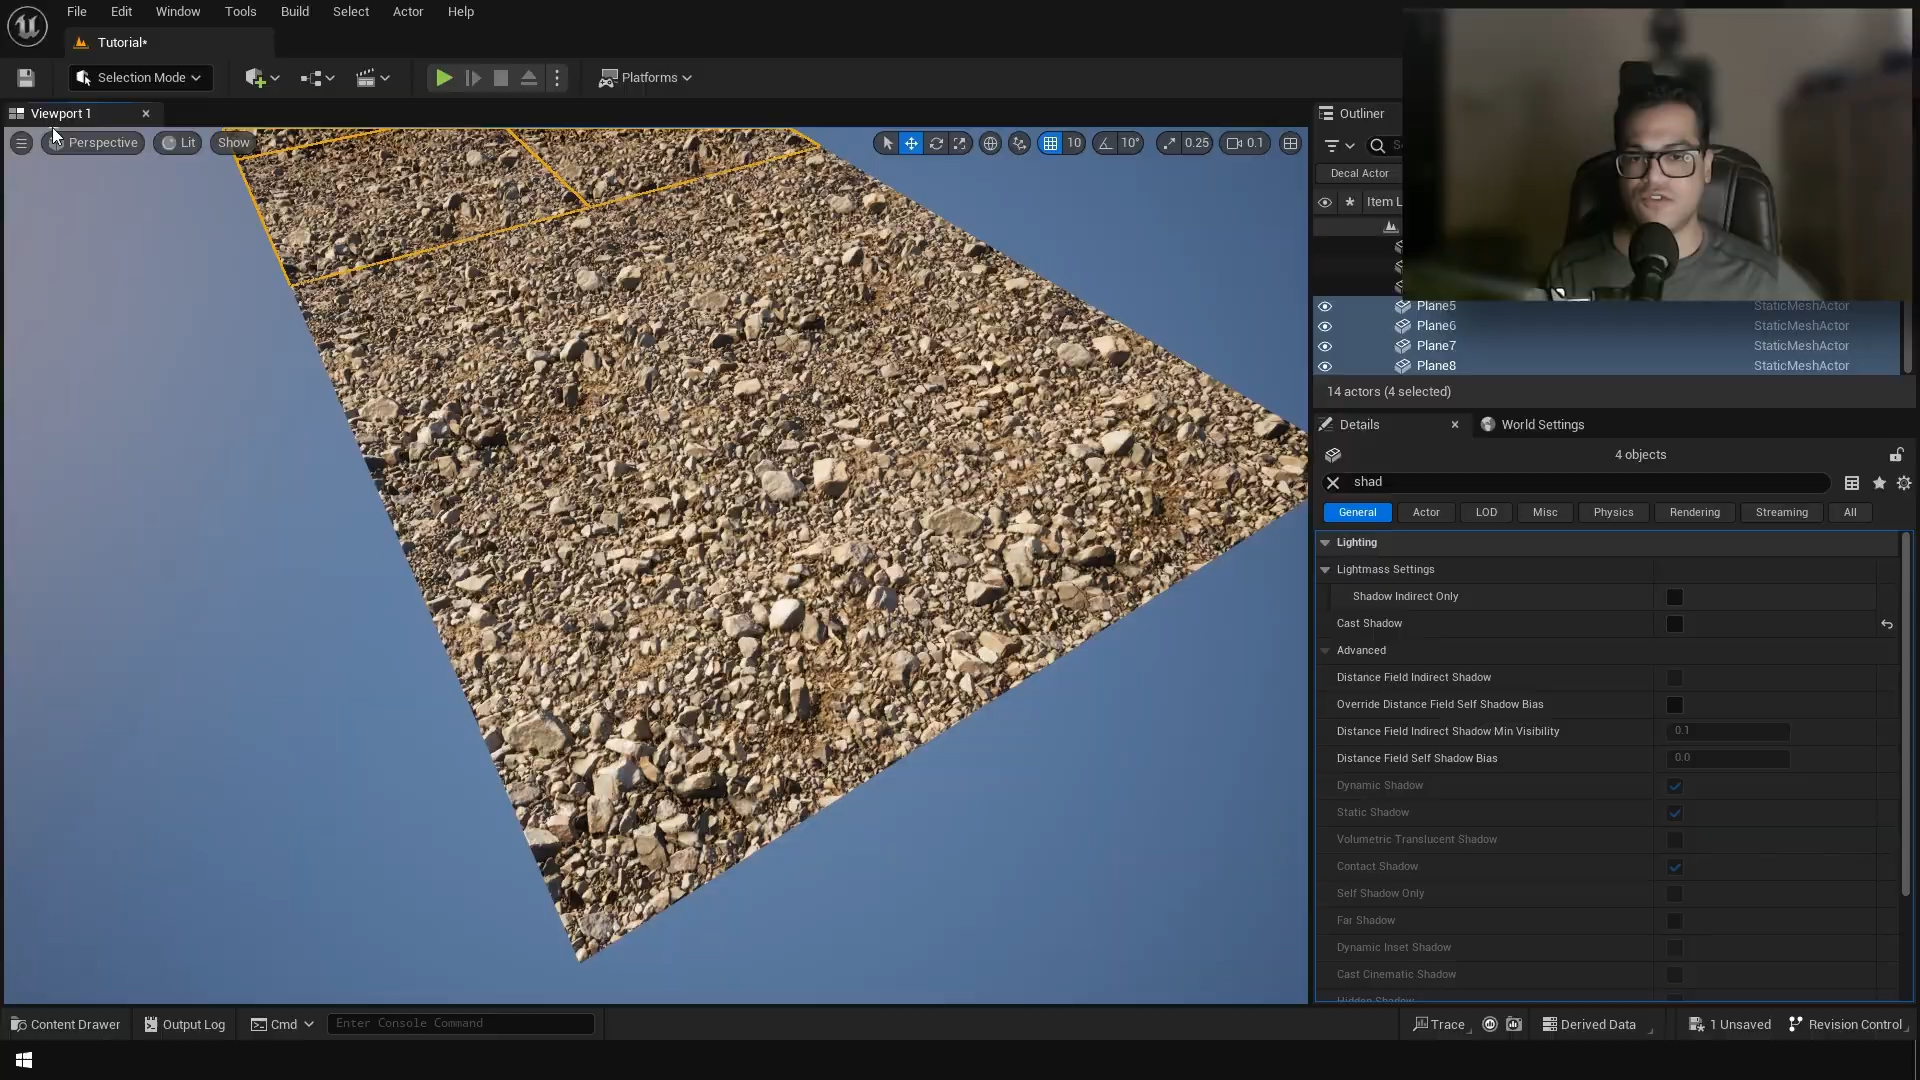 File Edit Window Tools Build Select Actor Help
Tutorial*
Selection Mode
Platforms
Viewport 1
Perspective Lit Show
10 10° 0.25 0.1
Outliner
Decal Actor
Item L
Plane5 StaticMeshActor
Plane6 StaticMeshActor
Plane7 StaticMeshActor
Plane8 StaticMeshActor
14 actors (4 selected)
Details World Settings
4 objects
shad
General Actor LOD Misc Physics Rendering Streaming All
Lighting
Lightmass Settings
Shadow Indirect Only
Cast Shadow
Advanced
Distance Field Indirect Shadow
Override Distance Field Self Shadow Bias
Distance Field Indirect Shadow Min Visibility 0.1
Distance Field Self Shadow Bias 0.0
Dynamic Shadow
Static Shadow
Volumetric Translucent Shadow
Contact Shadow
Self Shadow Only
Far Shadow
Dynamic Inset Shadow
Cast Cinematic Shadow
Hidden Shadow
Content Drawer Output Log Cmd Enter Console Command Trace Derived Data 1 Unsaved Revision Control